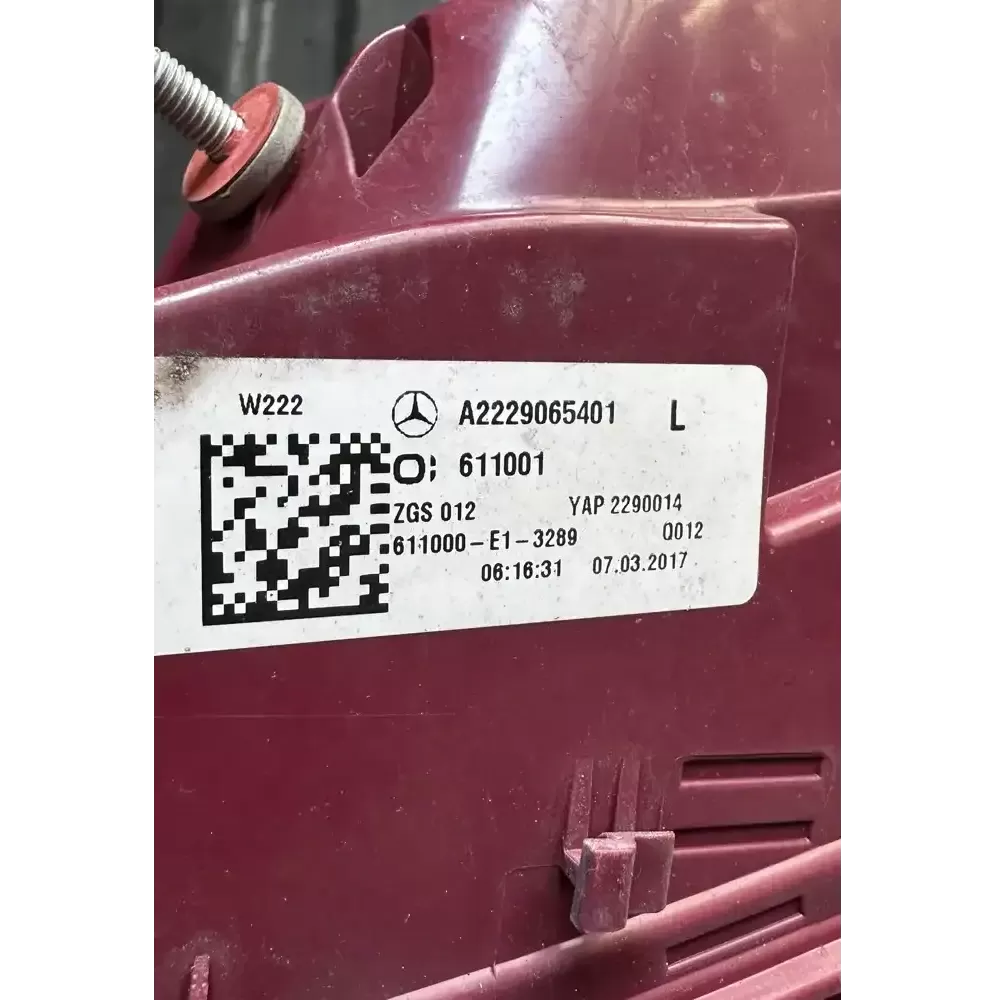 W222
A2229065401 L
611001
ZGS 012 YAP 2290014
611000-E1-3289 Q012
06:16:31 07.03.2017